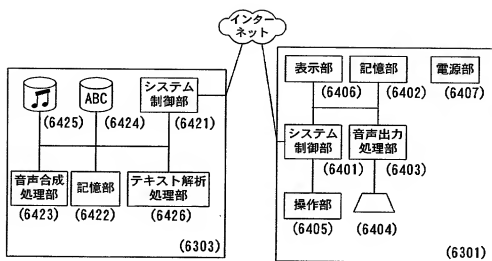 インター
ネット
ABC
システム
制御部
(6425)
(6424)
(6421)
音声合成
処理部
記憶部
テキスト解析
処理部
(6423)
(6422)
(6426)
(6303)
表示部
記憶部
電源部
(6406)
(6402)
(6407)
システム
制御部
音声出力
処理部
(6401)
(6403)
操作部
(6405)
(6404)
(6301)